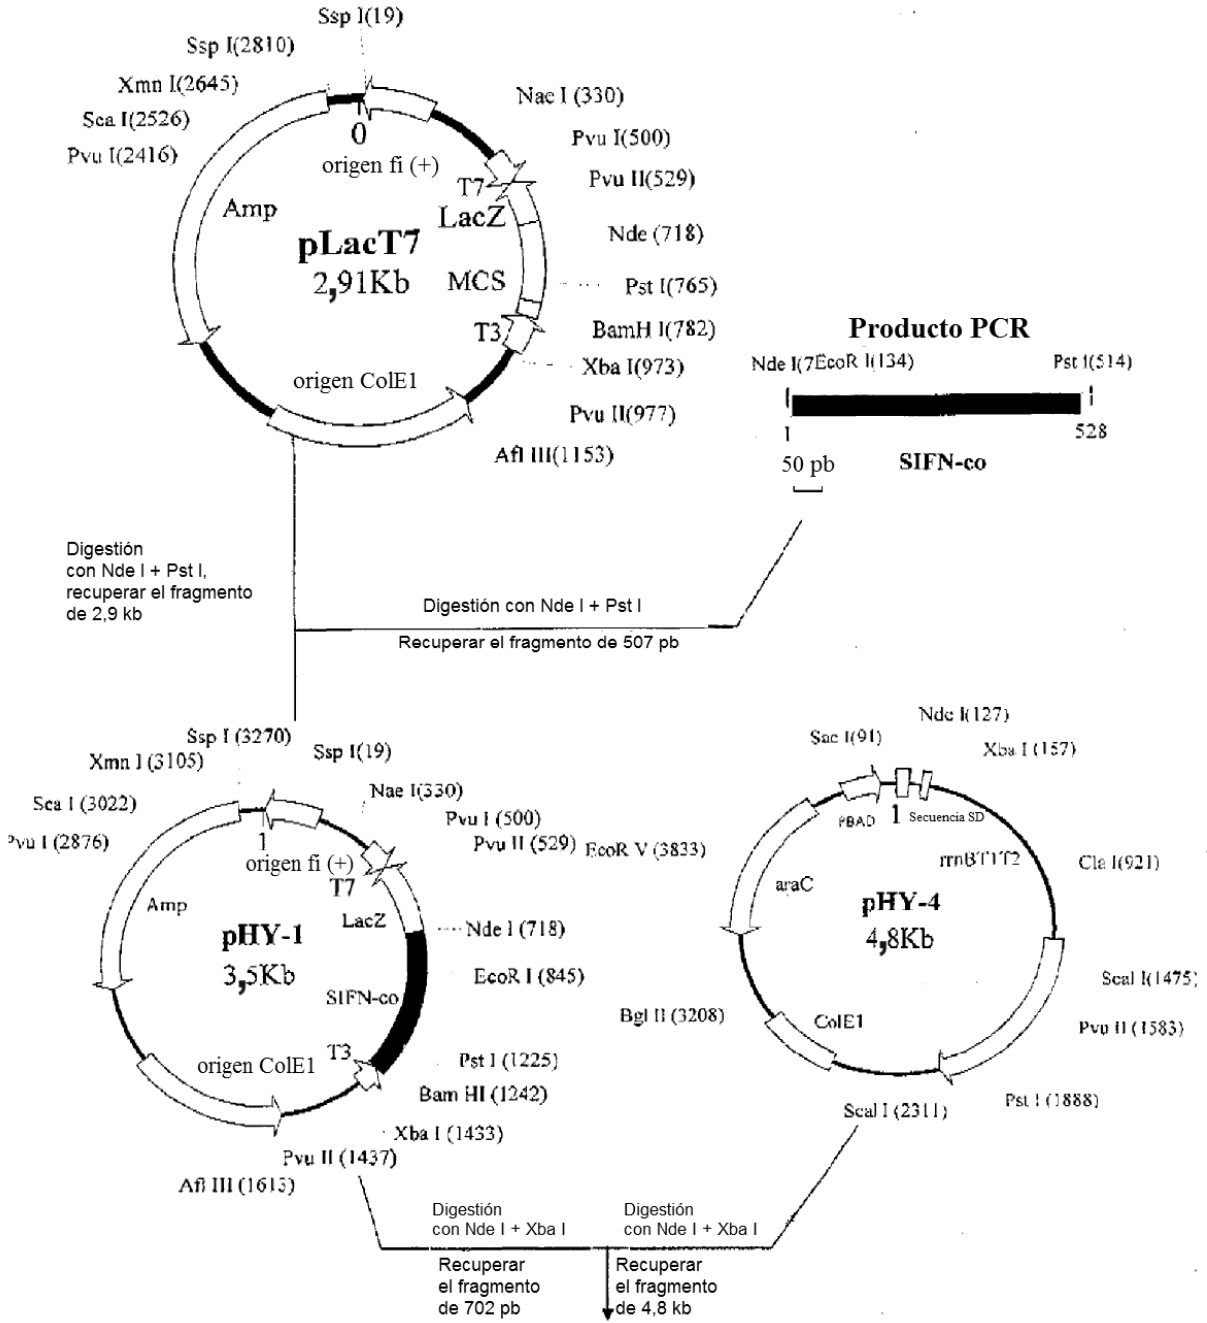 Ssp I(19)
Ssp I(2810)
Xmn I(2645)
Sca I(2526)
Pvu I(2416)
Nae I (330)
Pvu I(500)
Pvu II(529)
Nde (718)
Pst I(765)
BamH I(782)
Xba I(973)
Pvu II(977)
Afl III(1153)
0
origen fi (+)
T7
LacZ
Amp
pLacT7
2,91Kb
MCS
T3
origen ColE1
Producto PCR
Nde I(7EcoR I(134)
Pst I(514)
1
528
50 pb
SIFN-co
Digestión
con Nde I + Pst I,
recuperar el fragmento
de 2,9 kb
Digestión con Nde I + Pst I
Recuperar el fragmento de 507 pb
Ssp I (3270)
Ssp I(19)
Xmn I (3105)
Sca I (3022)
Pvu I (2876)
Nae I(330)
Pvu I (500)
Pvu II (529)
Nde I (718)
EcoR I (845)
Pst I (1225)
Bam HI (1242)
Xba I (1433)
Pvu II (1437)
Afl III (1613)
1
origen fi (+)
T7
LacZ
Amp
pHY-1
3,5Kb
SIFN-co
T3
origen ColE1
Sac I(91)
Nde I(127)
Xba I (157)
EcoR V (3833)
PBAD
1
Secuencia SD
rrnBT1T2
Cla I(921)
araC
pHY-4
4,8Kb
ScaI I(1475)
Pvu II (1583)
Bgl II (3208)
ColE1
Pst I (1888)
ScaI I (2311)
Digestión
con Nde I + Xba I
Recuperar
el fragmento
de 702 pb
Digestión
con Nde I + Xba I
Recuperar
el fragmento
de 4,8 kb